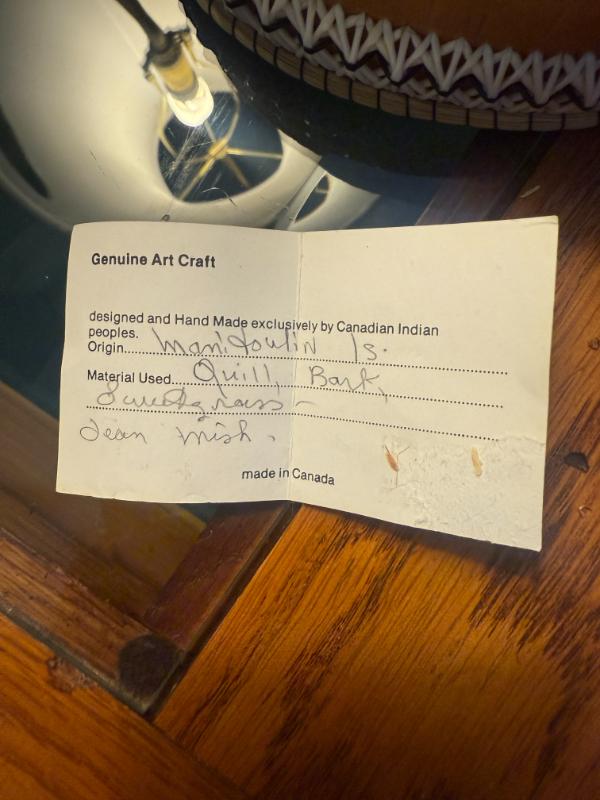 Genuine Art Craft
designed and Hand Made exclusively by Canadian Indian
peoples.
Origin....Manitoulin Is.
Material Used....Quill, Bark,
Sweetgrass -
Jean Mish.
made in Canada